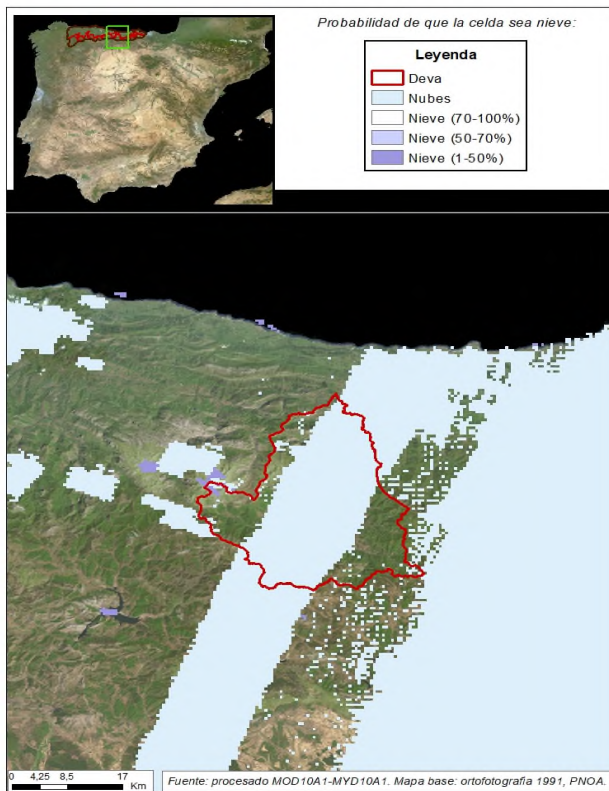 Probabilidad de que la celda sea nieve:
Leyenda
Deva
Nubes
Nieve (70-100%)
Nieve (50-70%)
Nieve (1-50%)
0 4,25 8,5 17
Km
Fuente: procesado MOD10A1-MYD10A1. Mapa base: ortofotografia 1991, PNOA.